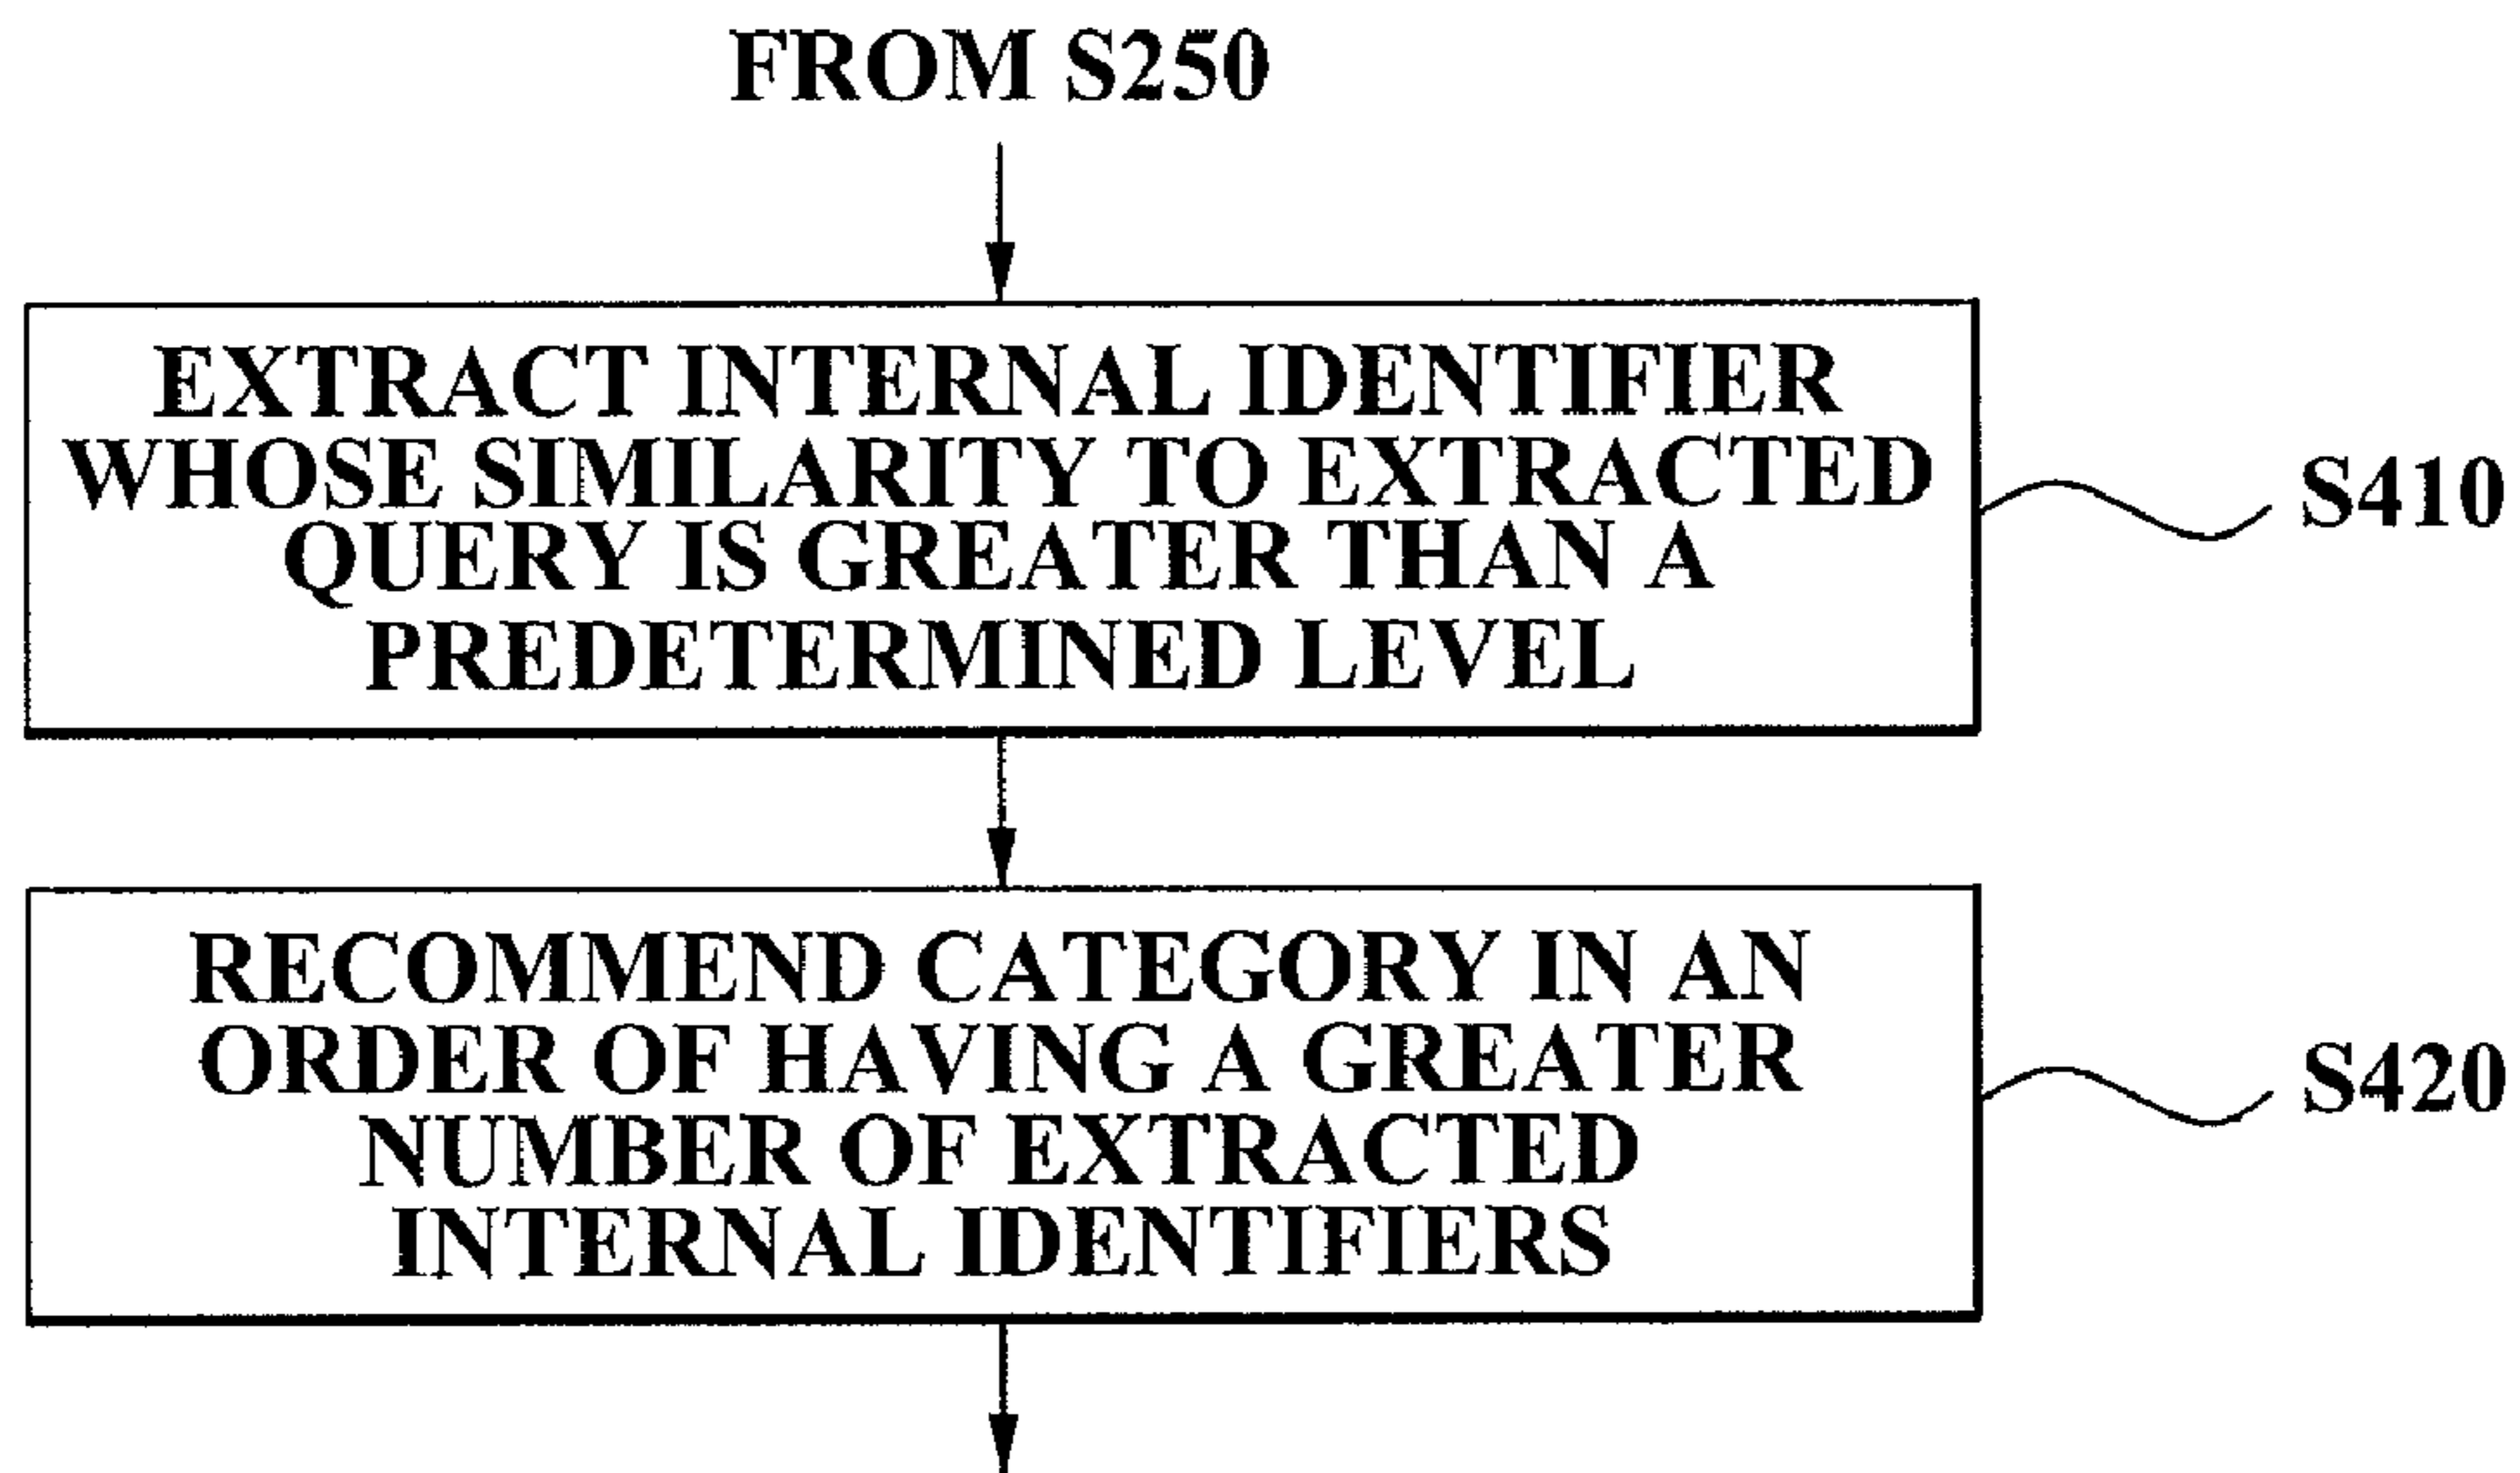 FROM S250
EXTRACT INTERNAL IDENTIFIER
WHOSE SIMILARITY TO EXTRACTED
QUERY IS GREATER THAN A
PREDETERMINED LEVEL
S410
RECOMMEND CATEGORY IN AN
ORDER OF HAVING A GREATER
NUMBER OF EXTRACTED
INTERNAL IDENTIFIERS
S420